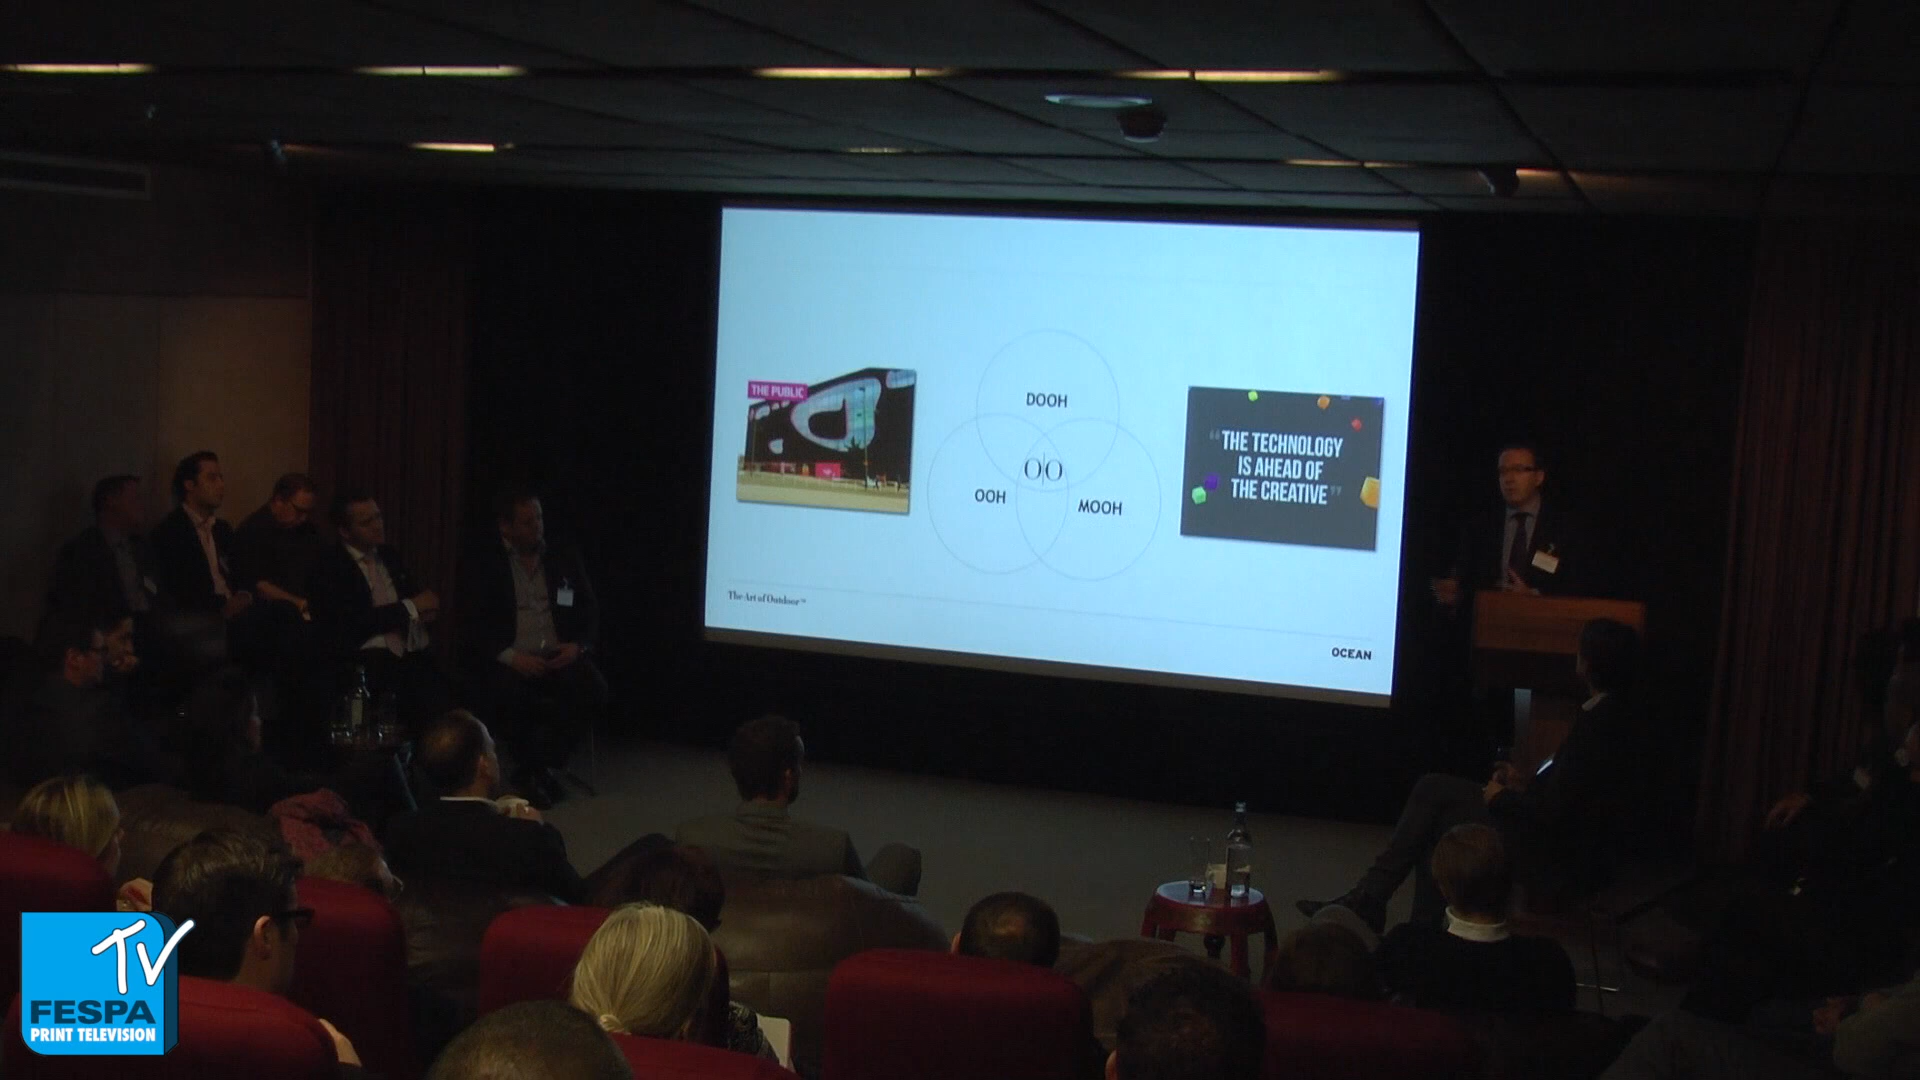 THE PUBLIC
DOOH
O|O
OOH
MOOH
“THE TECHNOLOGY
IS AHEAD OF
THE CREATIVE”
The Art of Outdoor™
OCEAN
TV
FESPA
PRINT TELEVISION